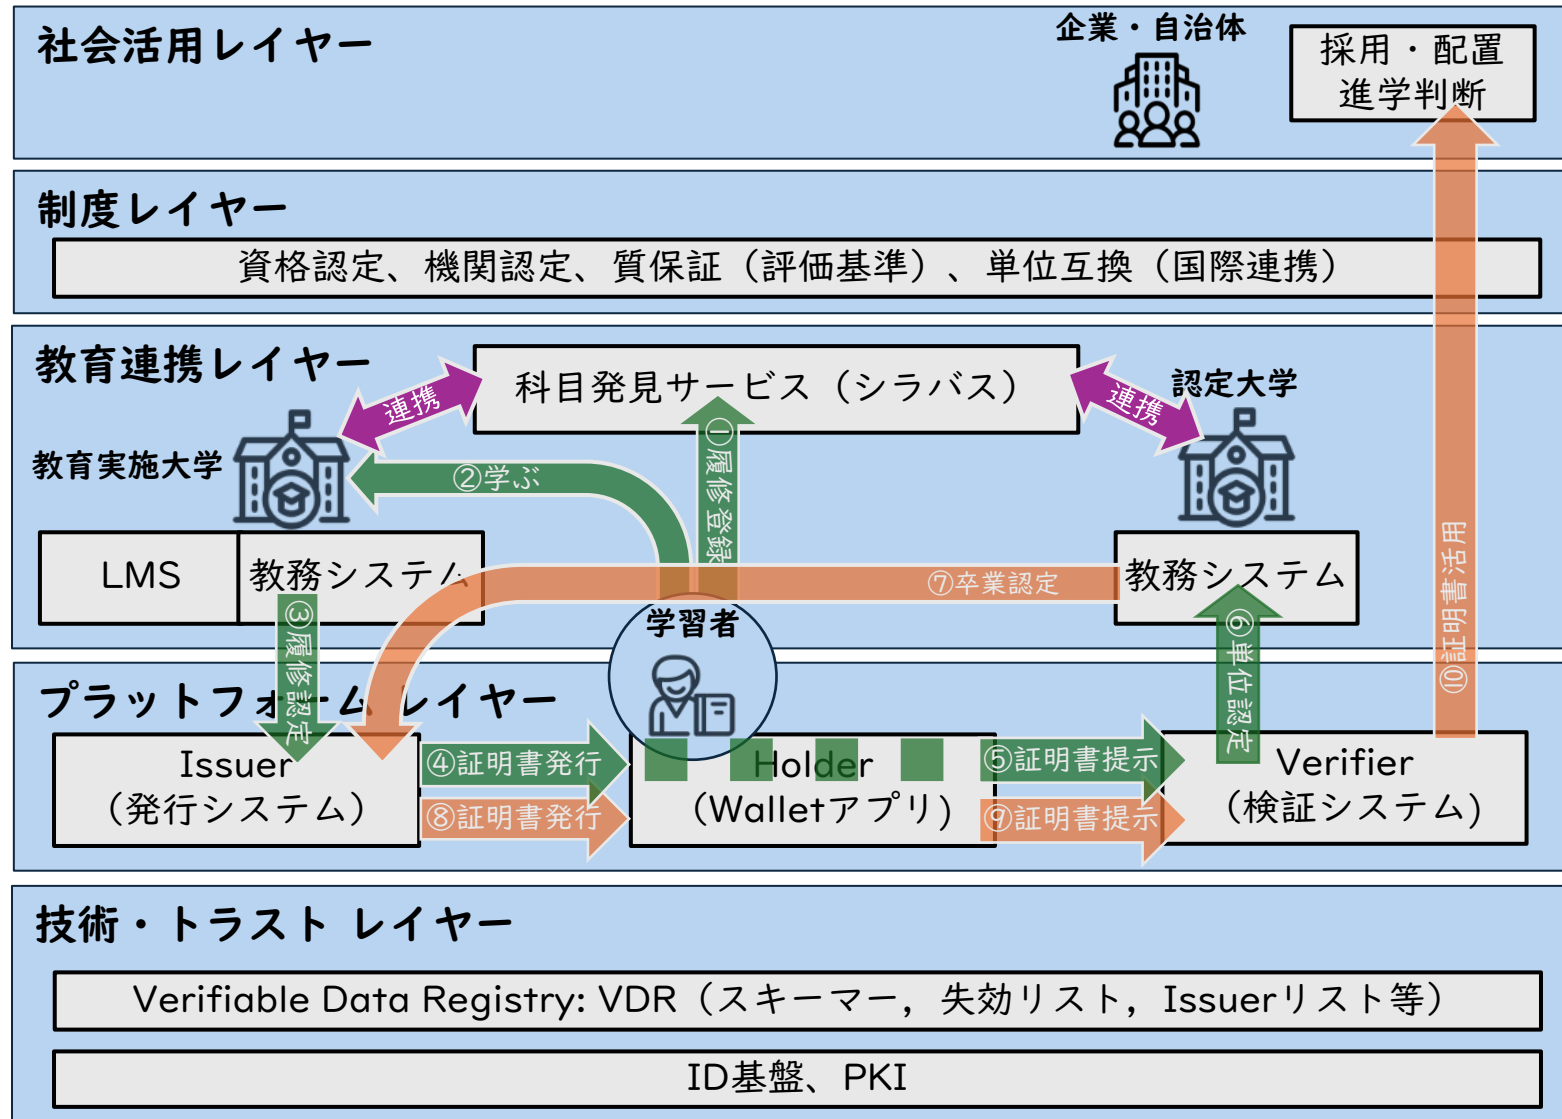 社会活用レイヤー
企業・自治体
採用・配置
進学判断
制度レイヤー
資格認定、機関認定、質保証（評価基準）、単位互換（国際連携）
教育連携レイヤー
連携
科目発見サービス（シラバス）
連携
認定大学
教育実施大学
②学ぶ
①履修登録
LMS
教務システム
⑦卒業認定
教務システム
③履修認定
学習者
⑥単位認定
⑩証明書活用
プラットフォーム レイヤー
Issuer
（発行システム）
④証明書発行
⑧証明書発行
Holder
（Walletアプリ）
⑤証明書提示
⑨証明書提示
Verifier
（検証システム）
技術・トラスト レイヤー
Verifiable Data Registry: VDR（スキーマー，失効リスト，Issuerリスト等）
ID基盤、PKI